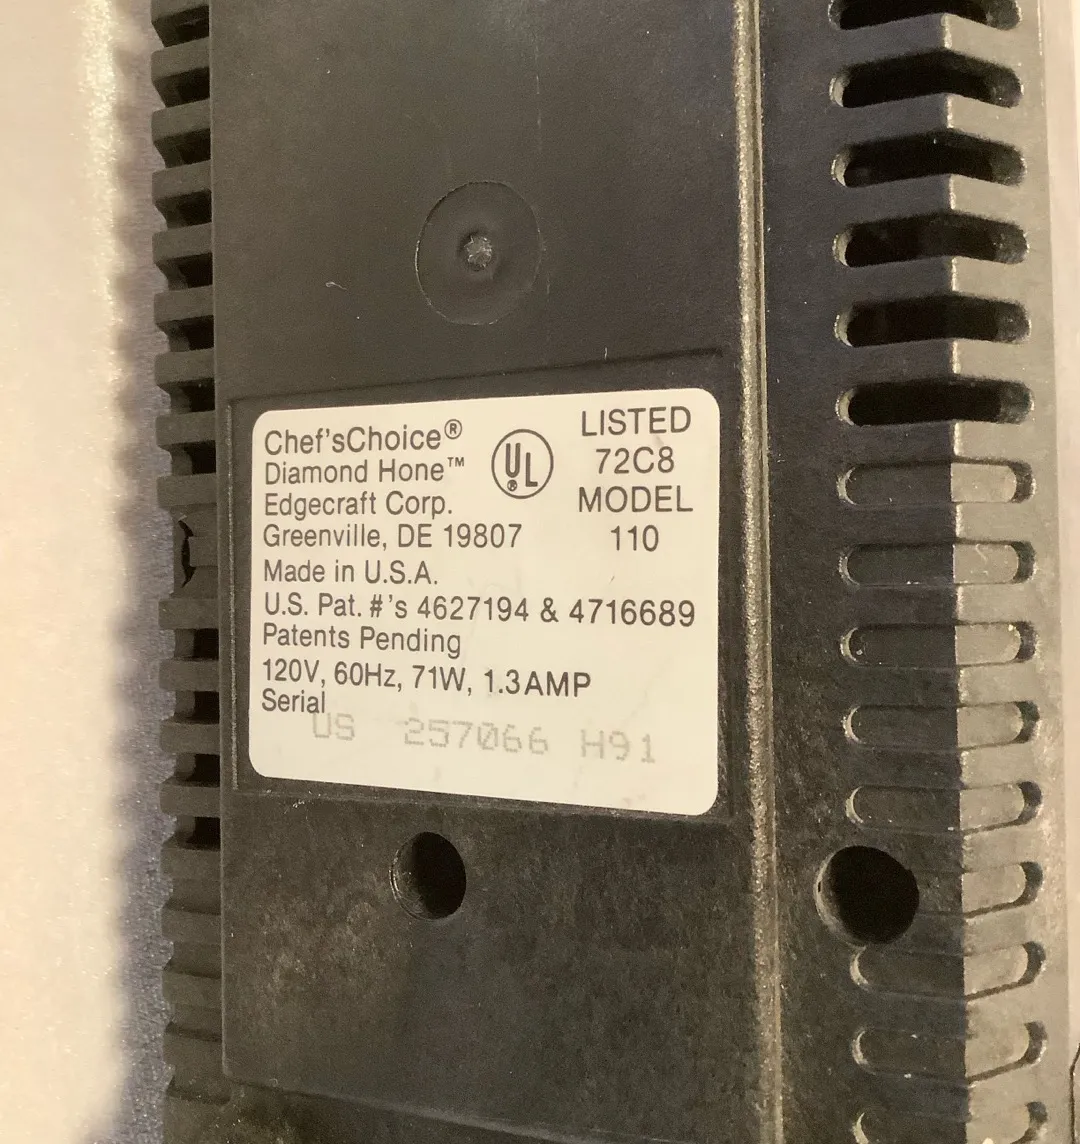 Chef'sChoice®
Diamond Hone™
Edgecraft Corp.
Greenville, DE 19807
Made in U.S.A.
U.S. Pat. #'s 4627194 & 4716689
Patents Pending
120V, 60Hz, 71W, 1.3AMP
Serial
US 257066 H91
UL®
LISTED
72C8
MODEL
110